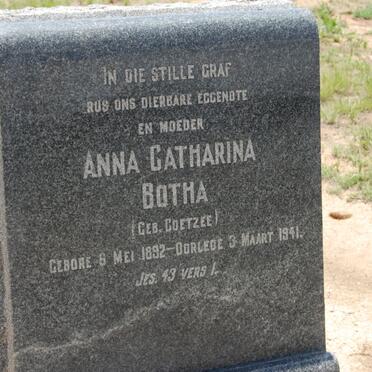 IN DIE STILLE GRAF
RUS ONS DIERBARE EGGENOTE
EN MOEDER
ANNA CATHARINA
BOTHA
(GEB. COETZEE)
GEBORE 6 MEI 1892 - OORLEDE 3 MAART 1941.
JES. 43 VERS 1.